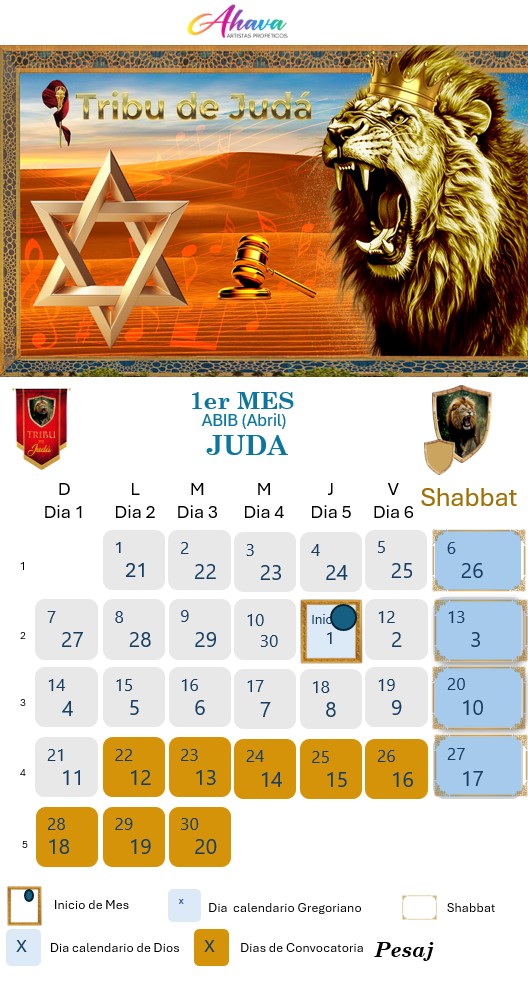 Ahava
ARTISTAS PROFETICOS
Tribu de Judá
1er MES
ABIB (Abril)
JUDA
TRIBU
DE
Judá
D L M M J V Shabbat
Dia 1 Dia 2 Dia 3 Dia 4 Dia 5 Dia 6
1 2 3 4 5 6
1 21 22 23 24 25 26
7 8 9 10 Inic 12 13
2 27 28 29 30 1 2 3
14 15 16 17 18 19 20
3 4 5 6 7 8 9 10
21 22 23 24 25 26 27
4 11 12 13 14 15 16 17
28 29 30
5 18 19 20
Inicio de Mes x Dia calendario Gregoriano Shabbat
X Dia calendario de Dios X Dias de Convocatoria Pesaj